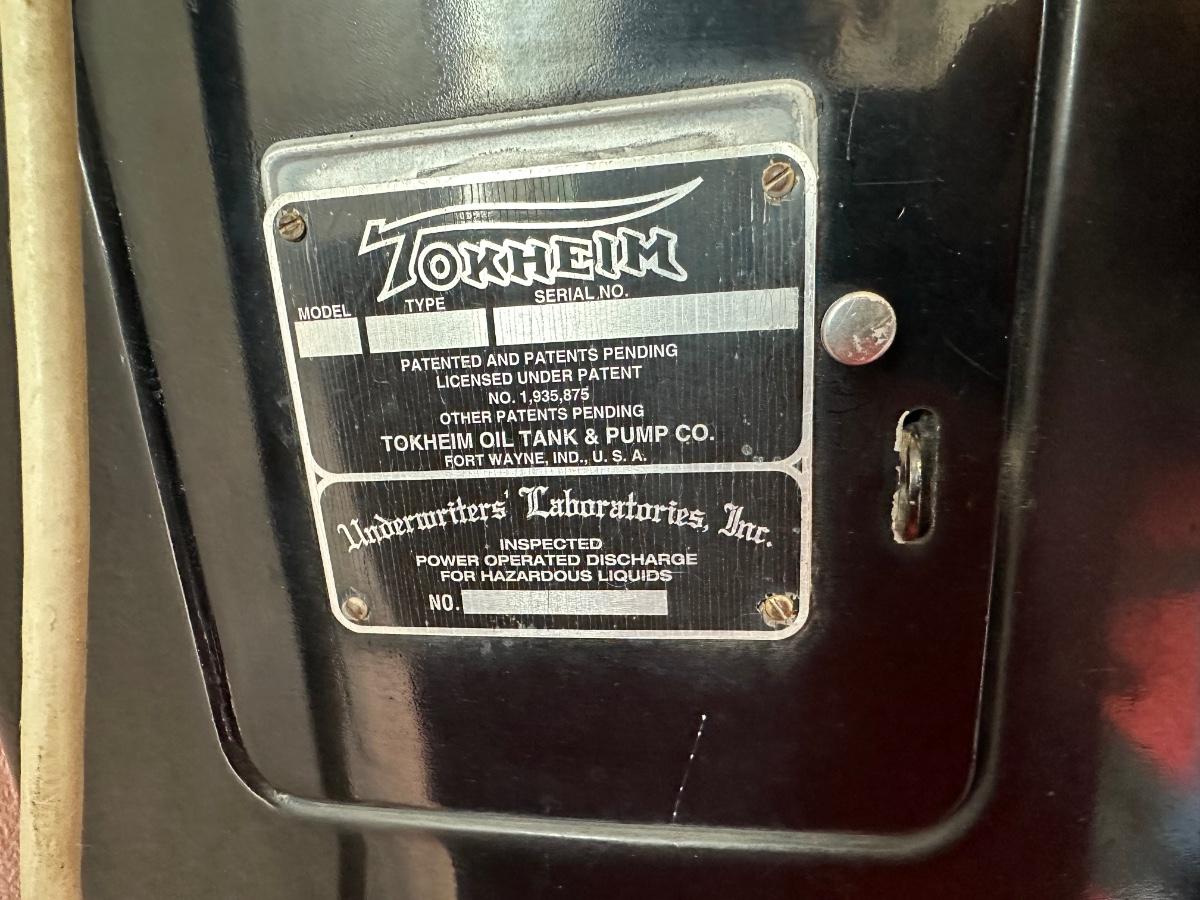 TOKHEIM
MODEL TYPE SERIAL NO.
PATENTED AND PATENTS PENDING
LICENSED UNDER PATENT
NO. 1,935,875
OTHER PATENTS PENDING
TOKHEIM OIL TANK & PUMP CO.
FORT WAYNE, IND., U. S. A.
Underwriters' Laboratories, Inc.
INSPECTED
POWER OPERATED DISCHARGE
FOR HAZARDOUS LIQUIDS
NO.